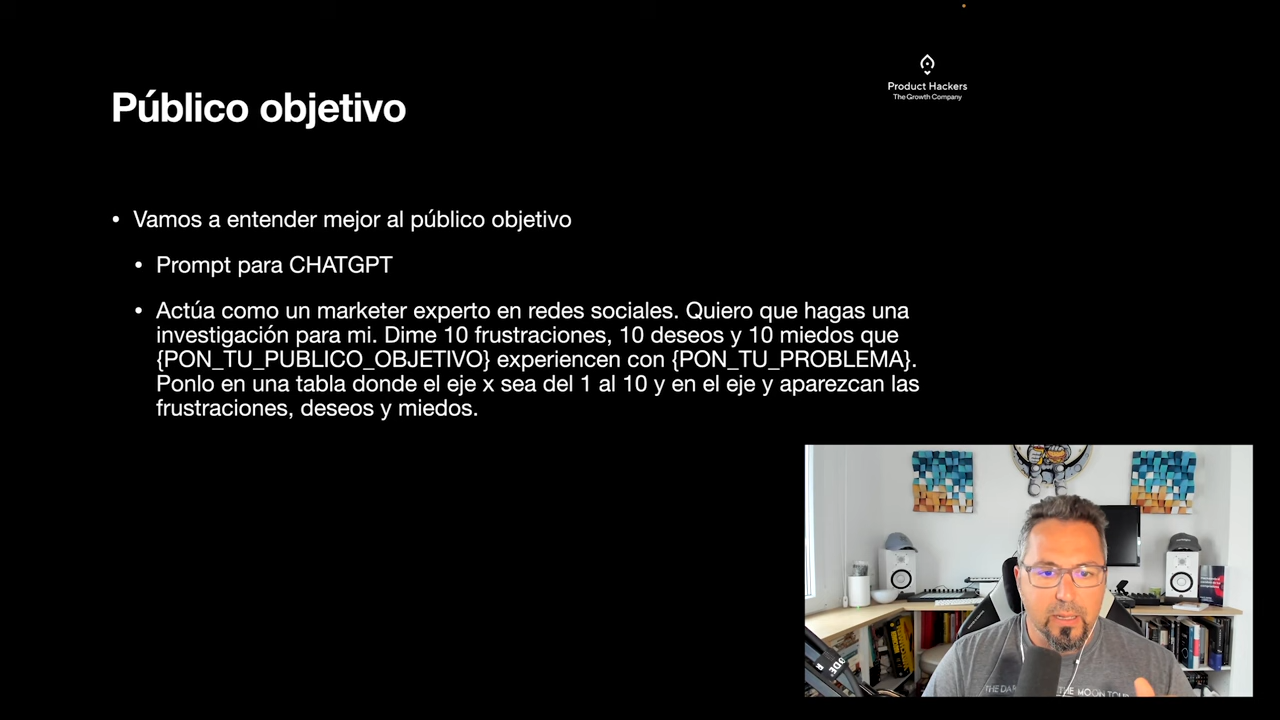 Product Hackers
The Growth Company
Público objetivo
• Vamos a entender mejor al público objetivo
• Prompt para CHATGPT
• Actúa como un marketer experto en redes sociales. Quiero que hagas una
investigación para mi. Dime 10 frustraciones, 10 deseos y 10 miedos que
{PON_TU_PUBLICO_OBJETIVO} experiencen con {PON_TU_PROBLEMA}.
Ponlo en una tabla donde el eje x sea del 1 al 10 y en el eje y aparezcan las
frustraciones, deseos y miedos.
THE MOON TOUR